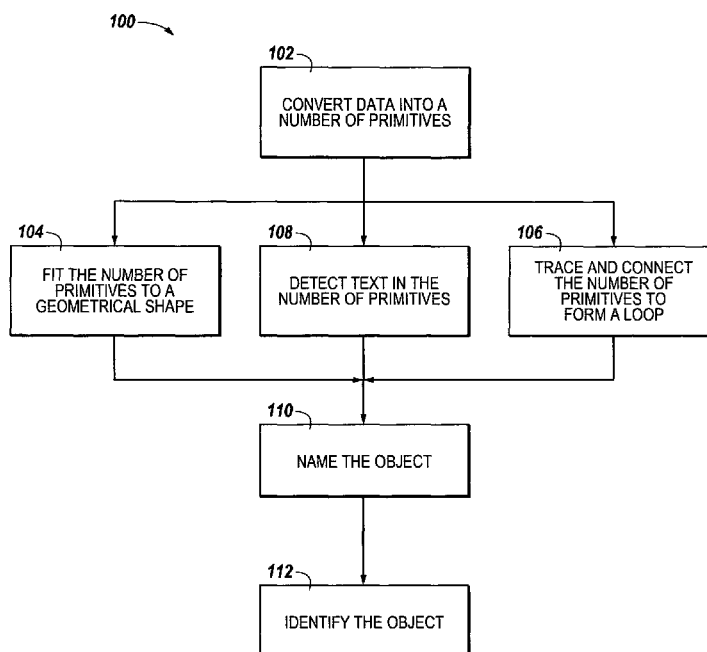 100
102
CONVERT DATA INTO A
NUMBER OF PRIMITIVES
104
FIT THE NUMBER OF
PRIMITIVES TO A
GEOMETRICAL SHAPE
108
DETECT TEXT IN THE
NUMBER OF PRIMITIVES
106
TRACE AND CONNECT
THE NUMBER OF
PRIMITIVES TO
FORM A LOOP
110
NAME THE OBJECT
112
IDENTIFY THE OBJECT